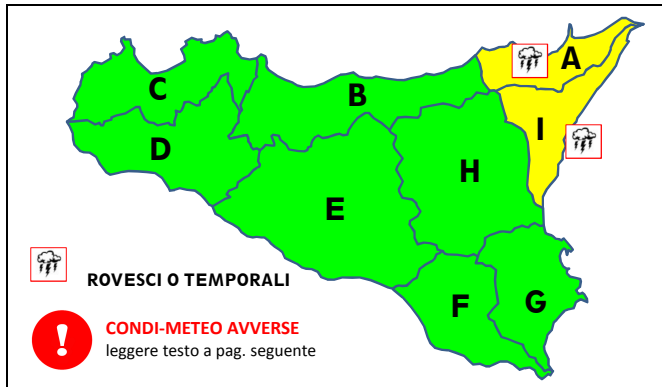 A
C
B
I
D
H
E
ROVESCI O TEMPORALI
F
G
CONDI-METEO AVVERSE
leggere testo a pag. seguente